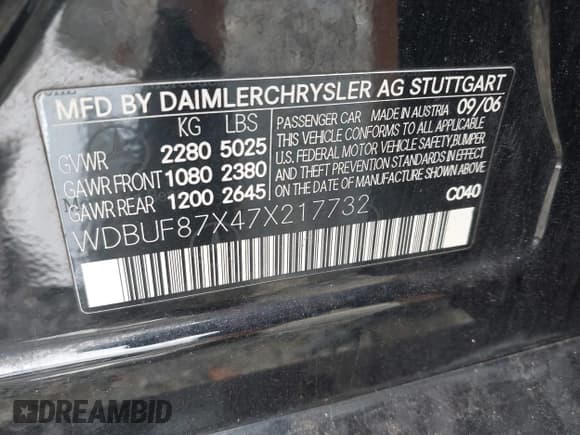 MFD BY DAIMLERCHRYSLER AG STUTTGART
KG LBS
GVWR 2280 5025
GAWR FRONT 1080 2380
GAWR REAR 1200 2645
PASSENGER CAR MADE IN AUSTRIA 09/06
THIS VEHICLE CONFORMS TO ALL APPLICABLE
U.S. FEDERAL MOTOR VEHICLE SAFETY,BUMPER
AND THEFT PREVENTION STANDARDS IN EFFECT
ON THE DATE OF MANUFACTURE
C040
WDBUF87X47X217732
DREAMBID